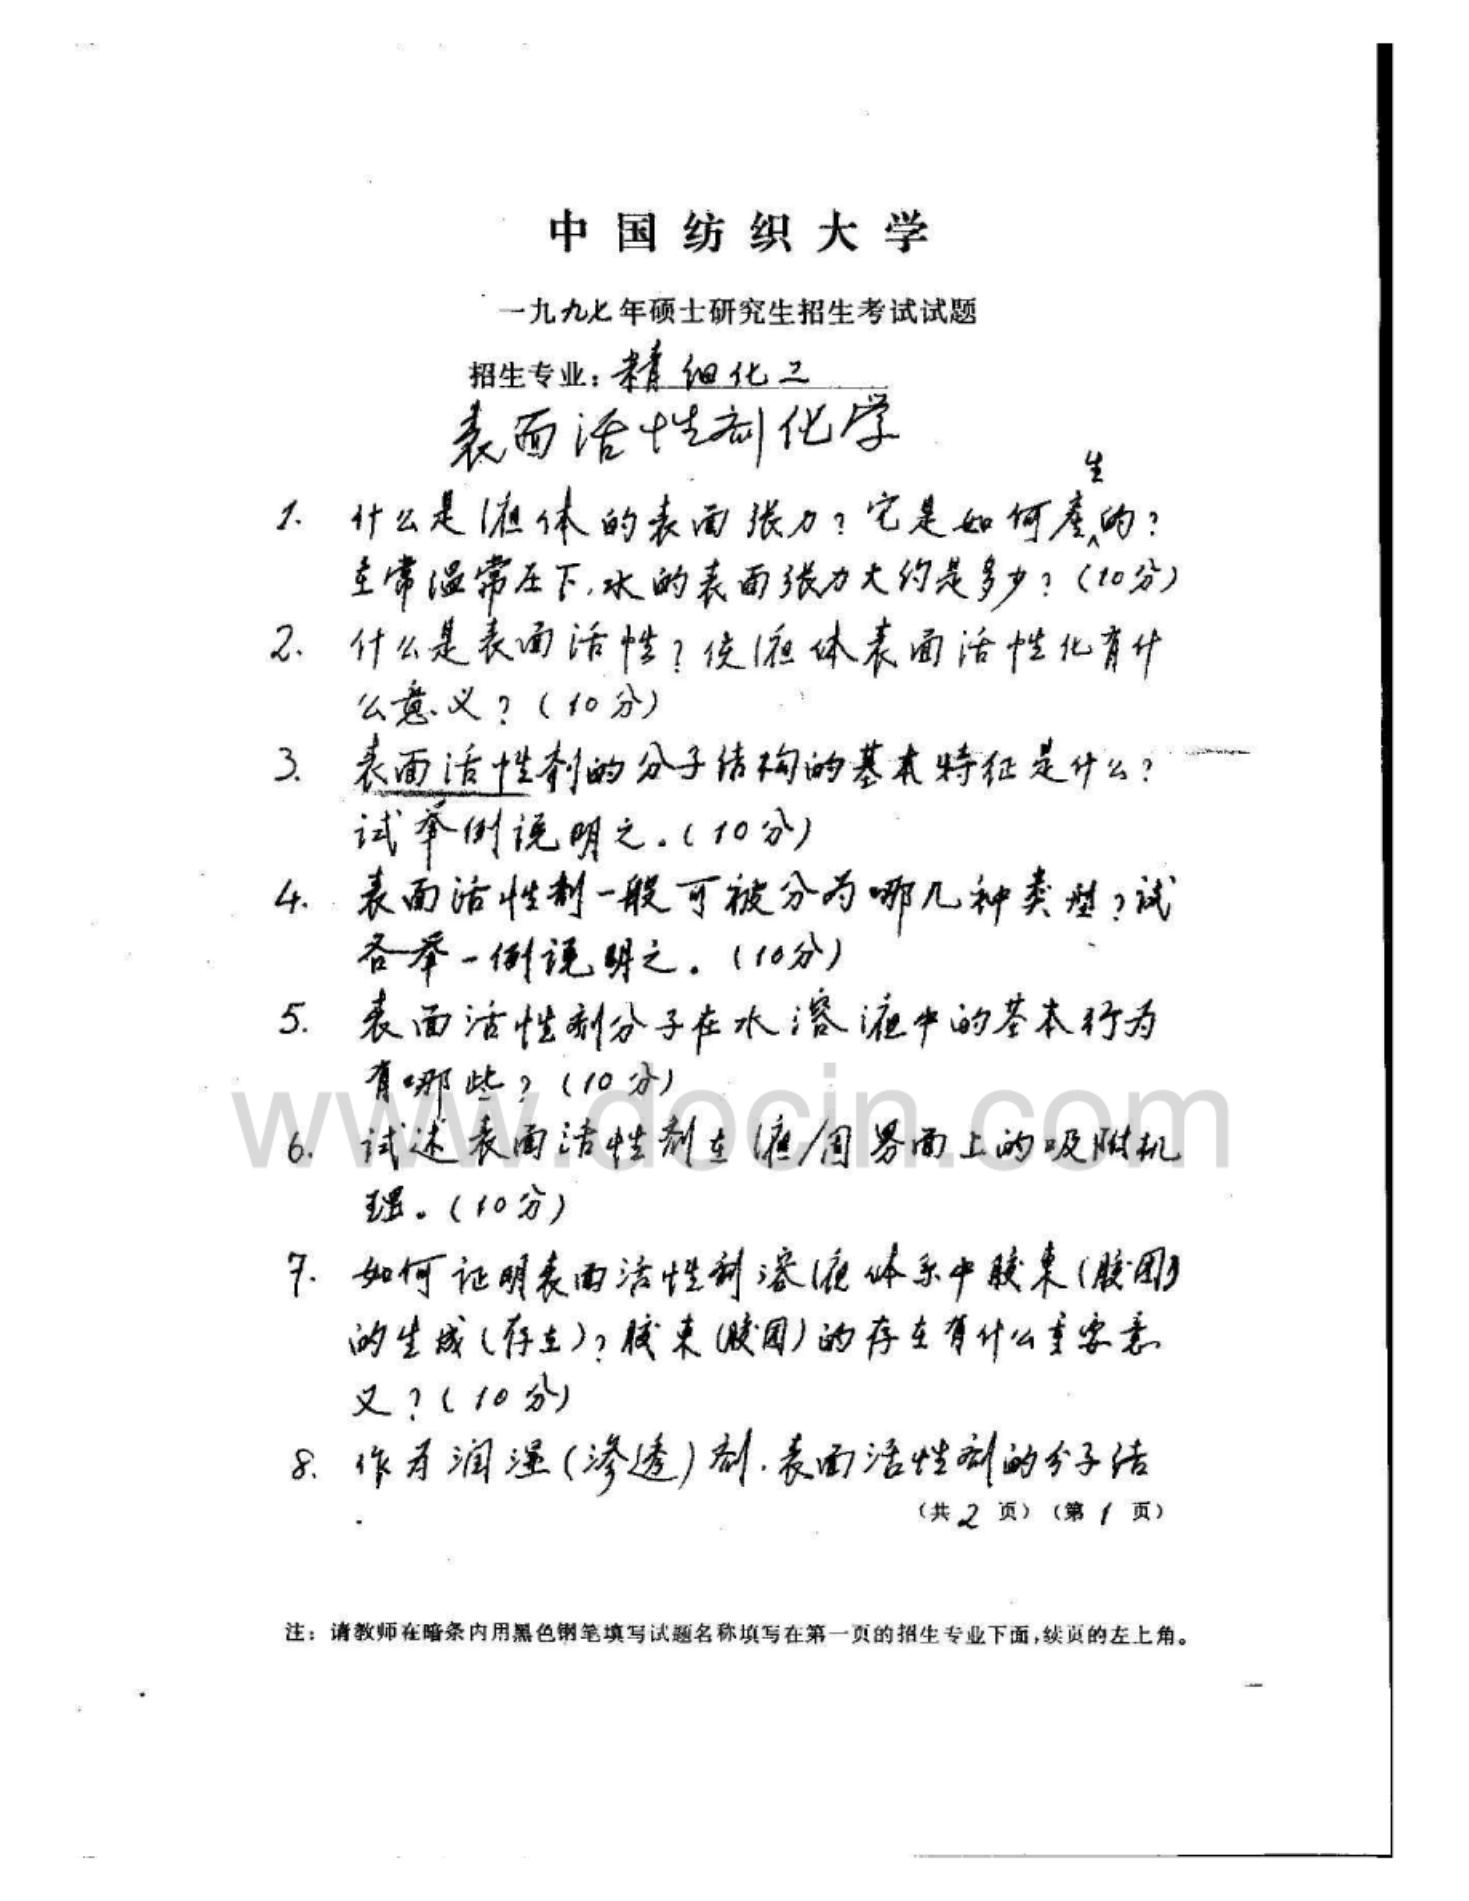 中国纺织大学
一九九七年硕士研究生招生考试试题
招生专业:精细化工
表面活性剂化学
1. 什么是液体的表面张力?它是如何产生的?
在常温常压下,水的表面张力大约是多少?(10分)
2. 什么是表面活性?使液体表面活性化有什
么意义?(10分)
3. 表面活性剂的分子结构的基本特征是什么?
试举例说明之。(10分)
4. 表面活性剂一般可被分为哪几种类型?试
各举一例说明之。(10分)
5. 表面活性剂分子在水溶液中的基本行为
有哪些?(10分)
www.docin.com
6. 试述表面活性剂在液/固界面上的吸附机
理。(10分)
7. 如何证明表面活性剂溶液体系中胶束(胶团)
的生成(存在)?胶束(胶团)的存在有什么重要意
义?(10分)
8. 作为润湿(渗透)剂,表面活性剂的分子结
(共2页)(第1页)
注:请教师在暗条内用黑色钢笔填写试题名称填写在第一页的招生专业下面,续页的左上角。